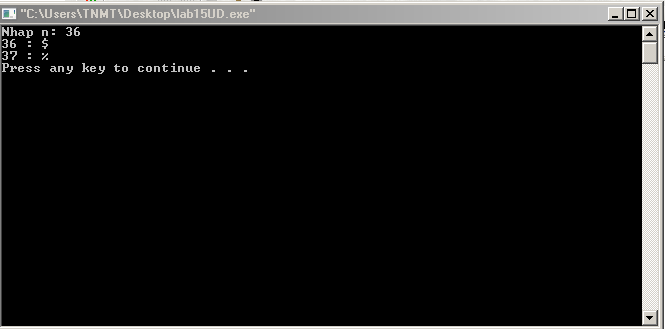 "C:\Users\TNMT\Desktop\lab15UD.exe"
Nhap n: 36
36 : $
37 : %
Press any key to continue . . .